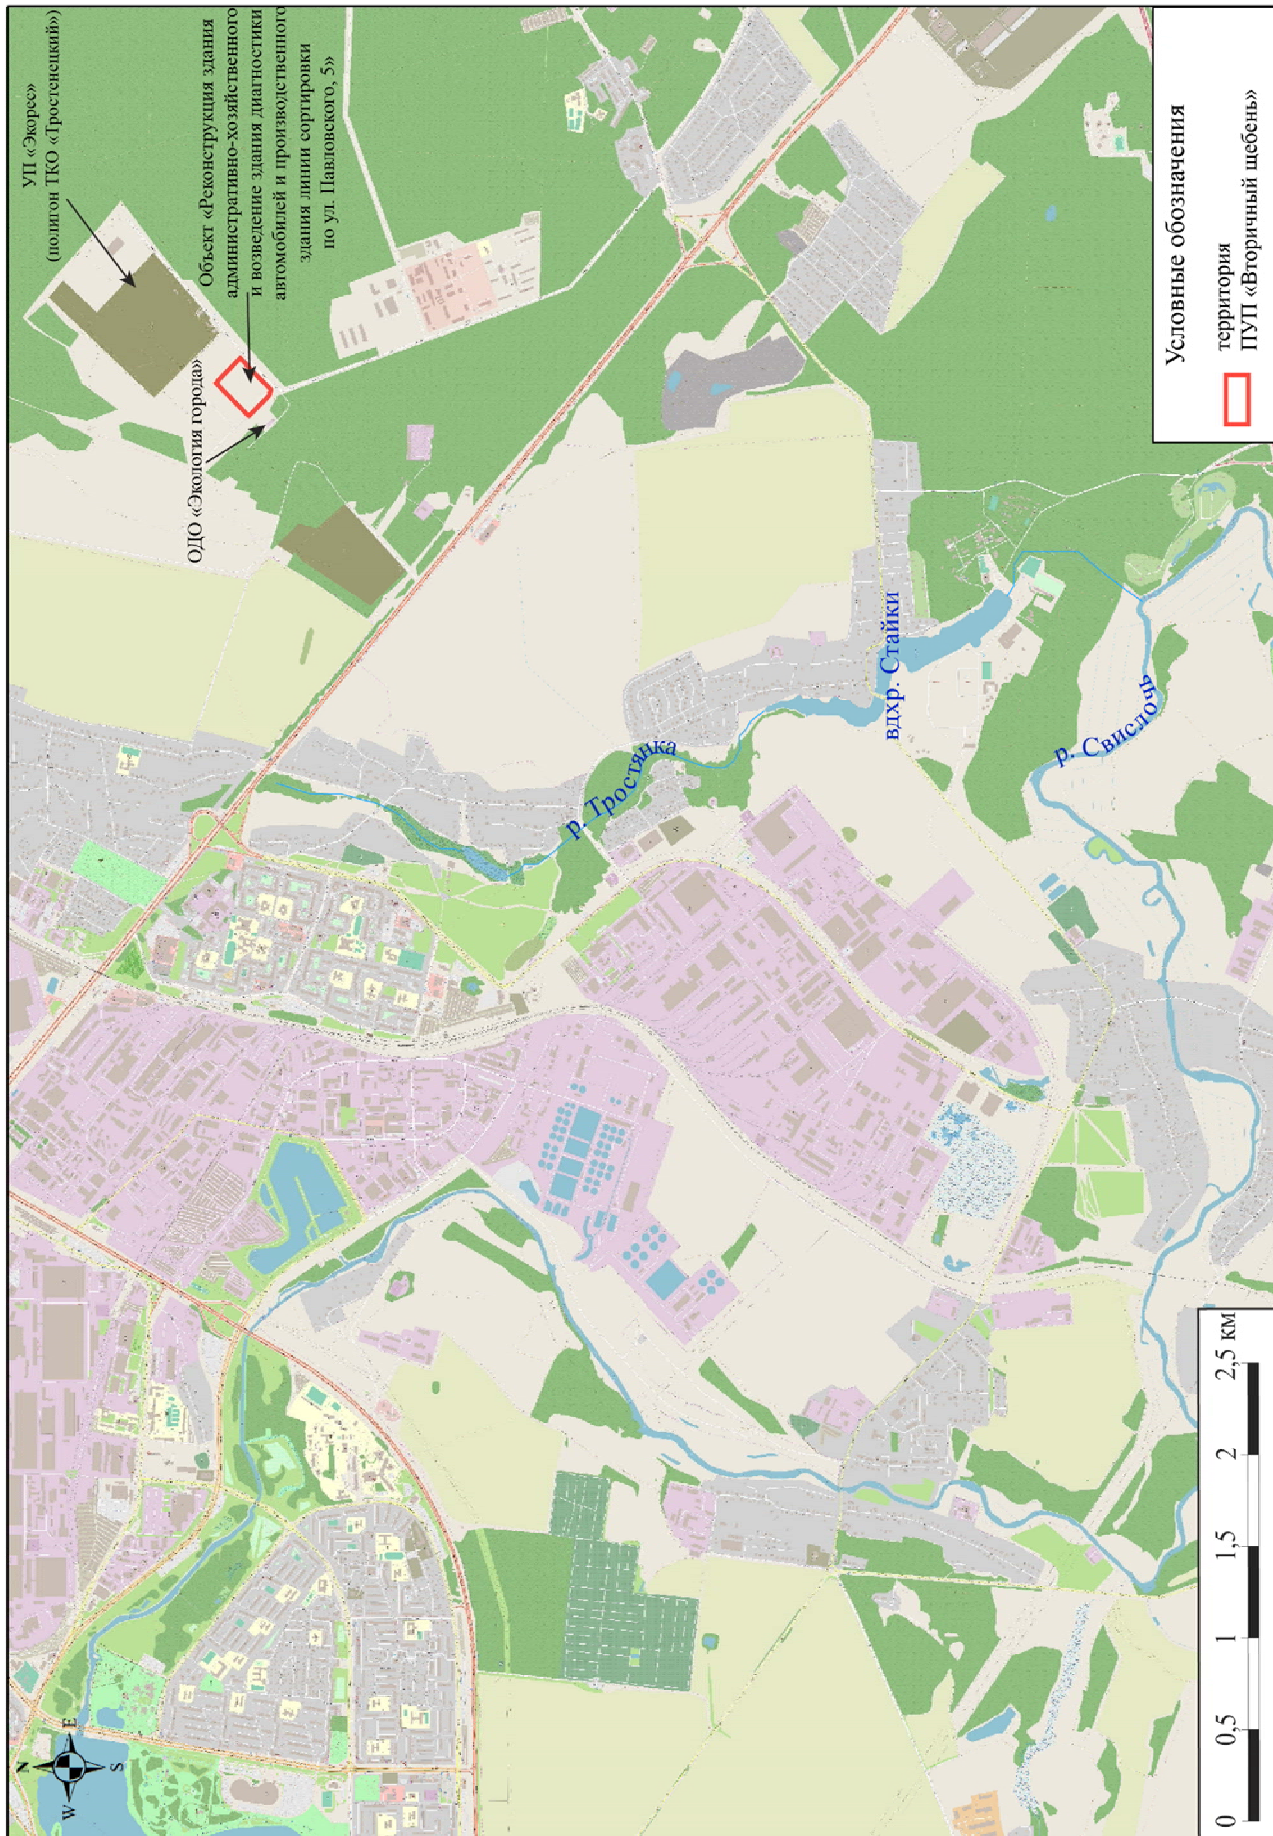 УП «Экорес»
(полигон ТКО «Тростенецкий»)
Объект «Реконструкция здания
административно-хозяйственного
и возведение здания диагностики
автомобилей и производственного
здания линии сортировки
по ул. Павловского, 5»
ОДО «Экология города»
р. Тростянка
вдхр. Стайки
р. Свислочь
Условные обозначения
территория
ПУП «Вторичный щебень»
N
W
E
S
0
0,5
1
1,5
2
2,5 км